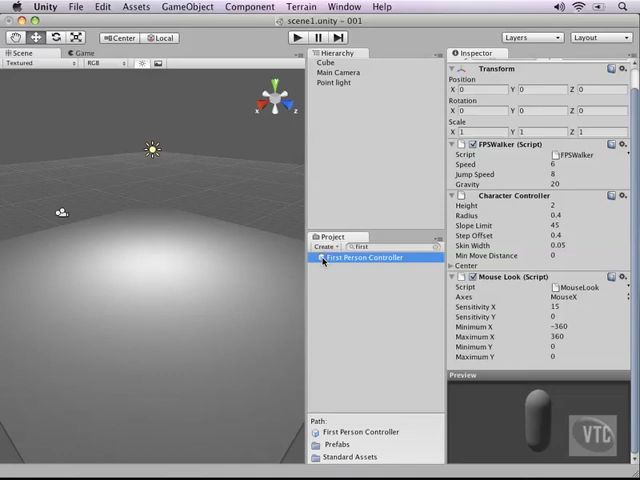 Unity File Edit Assets GameObject Component Terrain Window Help
scene1.unity - 001
Center Local Layers Layout
Scene Game
Textured RGB
Hierarchy
Cube
Main Camera
Point light
Project
Create first
First Person Controller
Path:
First Person Controller
Prefabs
Standard Assets
Inspector
Transform
Position
X 0 Y 0 Z 0
Rotation
X 0 Y 0 Z 0
Scale
X 1 Y 1 Z 1
FPSWalker (Script)
Script FPSWalker
Speed 6
Jump Speed 8
Gravity 20
Character Controller
Height 2
Radius 0.4
Slope Limit 45
Step Offset 0.4
Skin Width 0.05
Min Move Distance 0
Center
Mouse Look (Script)
Script MouseLook
Axes MouseX
Sensitivity X 15
Sensitivity Y 0
Minimum X -360
Maximum X 360
Minimum Y 0
Maximum Y 0
Preview
VTC